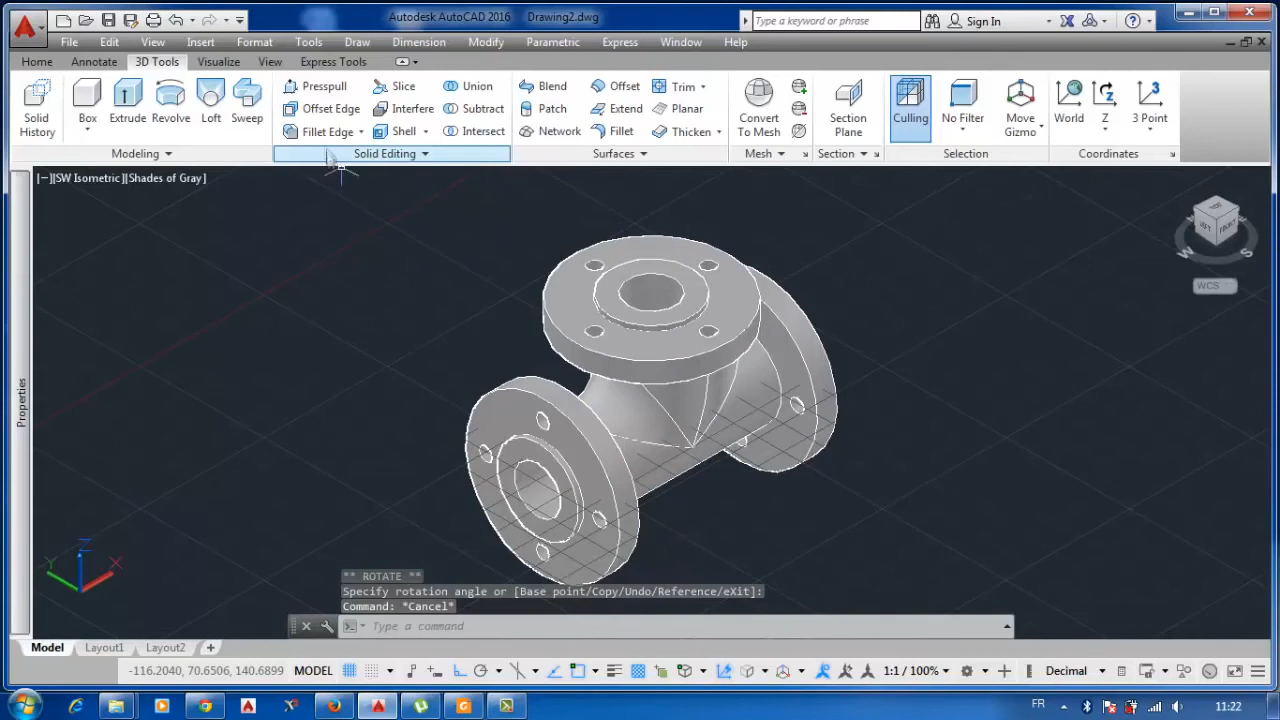 Autodesk AutoCAD 2016 Drawing2.dwg
Type a keyword or phrase
Sign In
File Edit View Insert Format Tools Draw Dimension Modify Parametric Express Window Help
Home Annotate 3D Tools Visualize View Express Tools
Solid History
Box
Extrude
Revolve
Loft
Sweep
Presspull
Offset Edge
Fillet Edge
Slice
Interfere
Shell
Union
Subtract
Intersect
Blend
Patch
Network
Offset
Extend
Fillet
Trim
Planar
Thicken
Convert To Mesh
Section Plane
Culling
No Filter
Move Gizmo
World
Z
3 Point
Modeling
Solid Editing
Surfaces
Mesh
Section
Selection
Coordinates
[−][SW Isometric][Shades of Gray]
LEFT
FRONT
W
S
WCS
Properties
Z
Y
X
** ROTATE **
Specify rotation angle or [Base point/Copy/Undo/Reference/eXit]:
Command: *Cancel*
Type a command
Model Layout1 Layout2 +
-116.2040, 70.6506, 140.6899 MODEL
1:1 / 100%
Decimal
FR
11:22